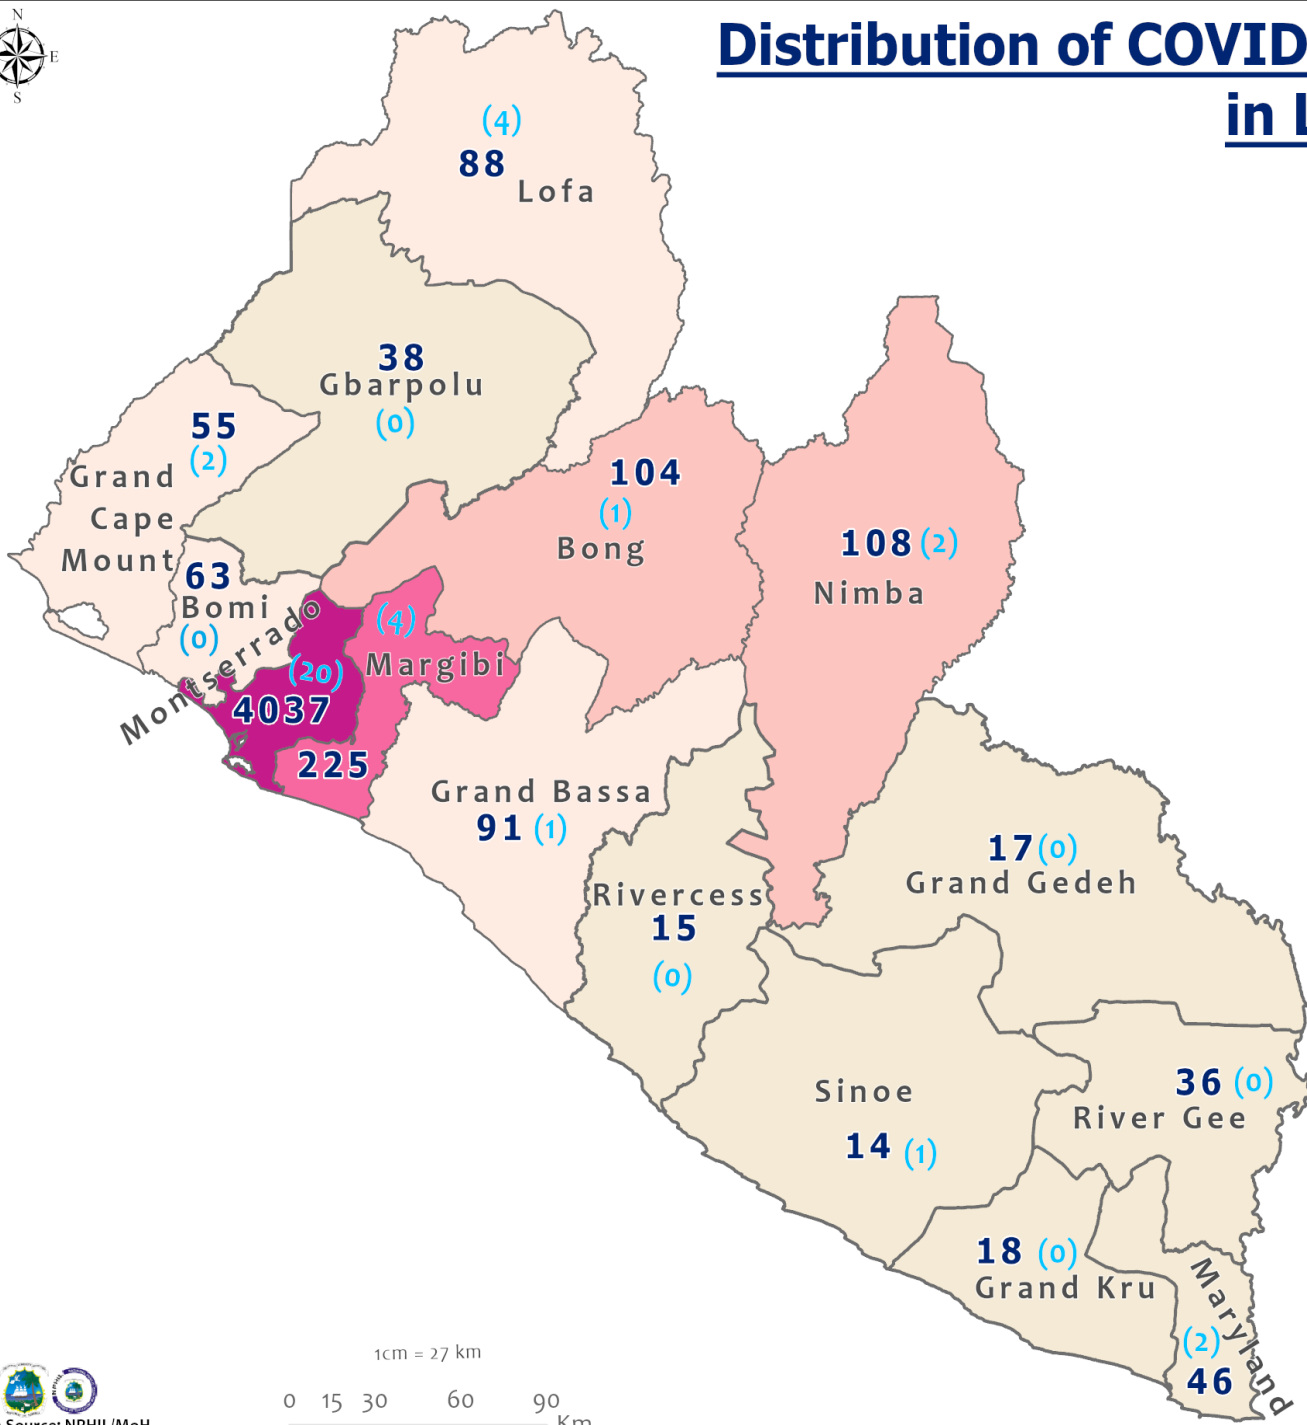 N
E
S
Distribution of COVID
in L
(4)
88
Lofa
38
Gbarpolu
(0)
55
(2)
Grand
Cape
Mount
104
(1)
Bong
108 (2)
Nimba
63
Bomi
(0)
Montserrado
(20)
4037
(4)
Margibi
225
Grand Bassa
91 (1)
17 (0)
Grand Gedeh
Rivercess
15
(0)
Sinoe
14 (1)
36 (0)
River Gee
18 (0)
Grand Kru
Maryland
(2)
46
1cm = 27 km
0 15 30 60 90
Km
Source: NPHIL/MoH